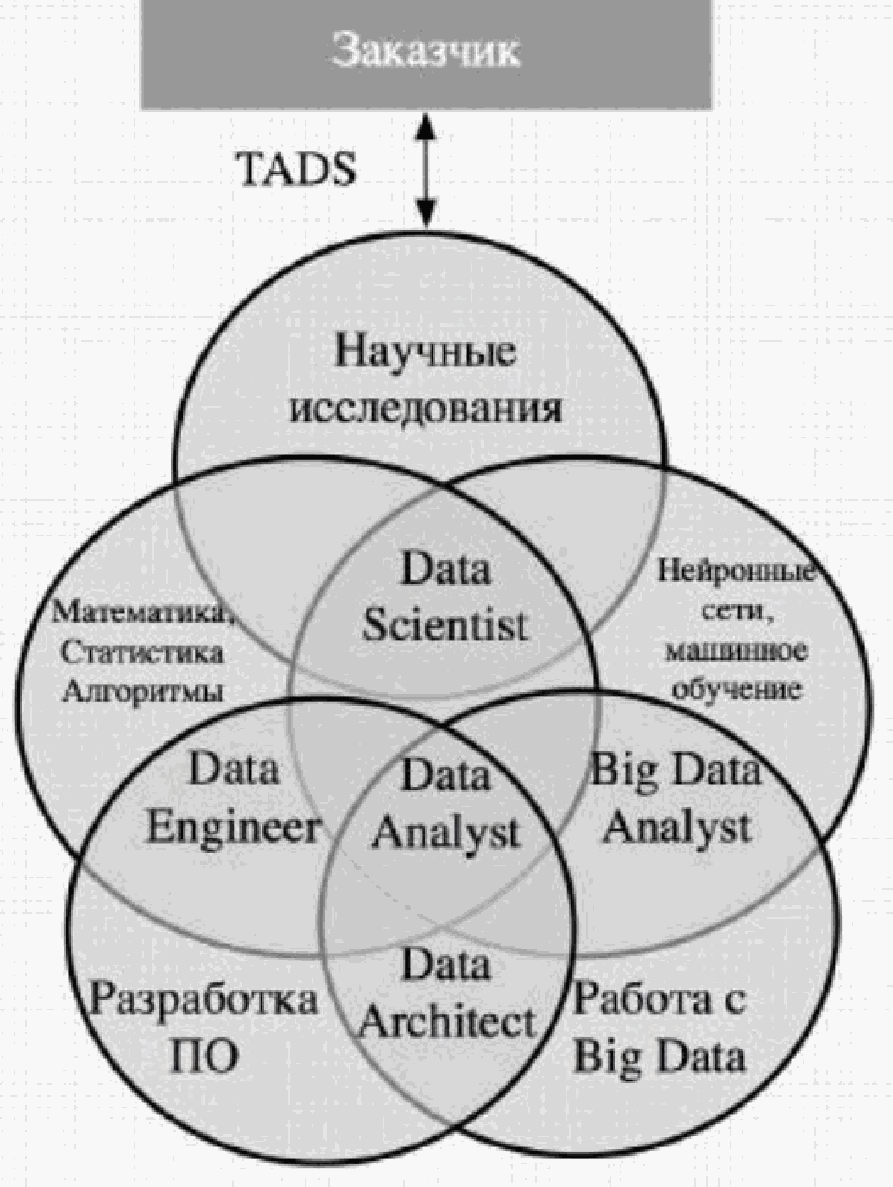 Заказчик
TADS
Научные
исследования
Data
Scientist
Математика,
Статистика
Алгоритмы
Нейронные
сети,
машинное
обучение
Data
Engineer
Data
Analyst
Big Data
Analyst
Data
Architect
Разработка
ПО
Работа с
Big Data